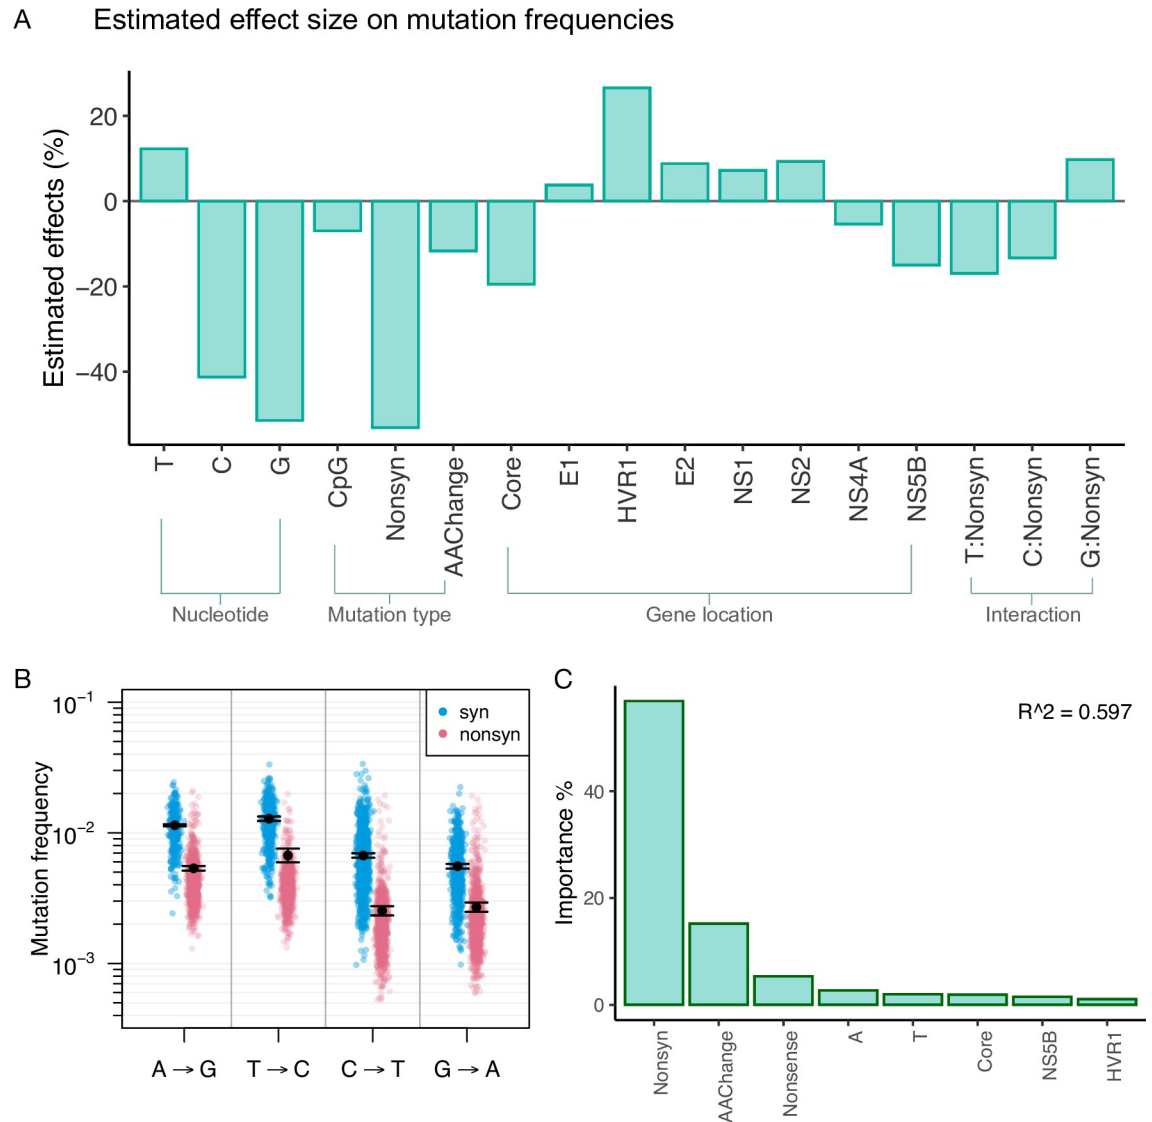 A
Estimated effect size on mutation frequencies
Estimated effects (%)
20
0
−20
−40
T
C
G
CpG
Nonsyn
AAChange
Core
E1
HVR1
E2
NS1
NS2
NS4A
NS5B
T:Nonsyn
C:Nonsyn
G:Nonsyn
Nucleotide
Mutation type
Gene location
Interaction
B
Mutation frequency
10−1
10−2
10−3
syn
nonsyn
A → G
T → C
C → T
G → A
C
R^2 = 0.597
Importance %
40
20
0
Nonsyn
AAChange
Nonsense
A
T
Core
NS5B
HVR1